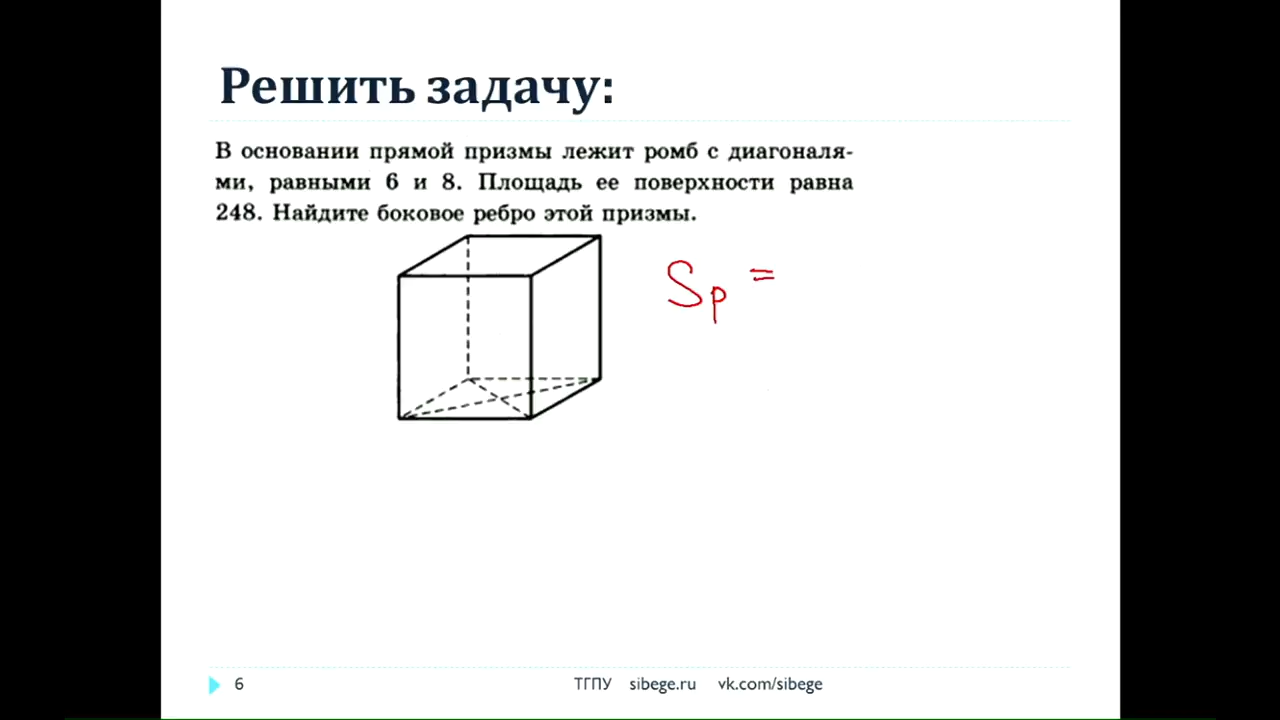 Решить задачу:
В основании прямой призмы лежит ромб с диагоналя-
ми, равными 6 и 8. Площадь ее поверхности равна
248. Найдите боковое ребро этой призмы.
Sp =
6 ТГПУ sibege.ru vk.com/sibege